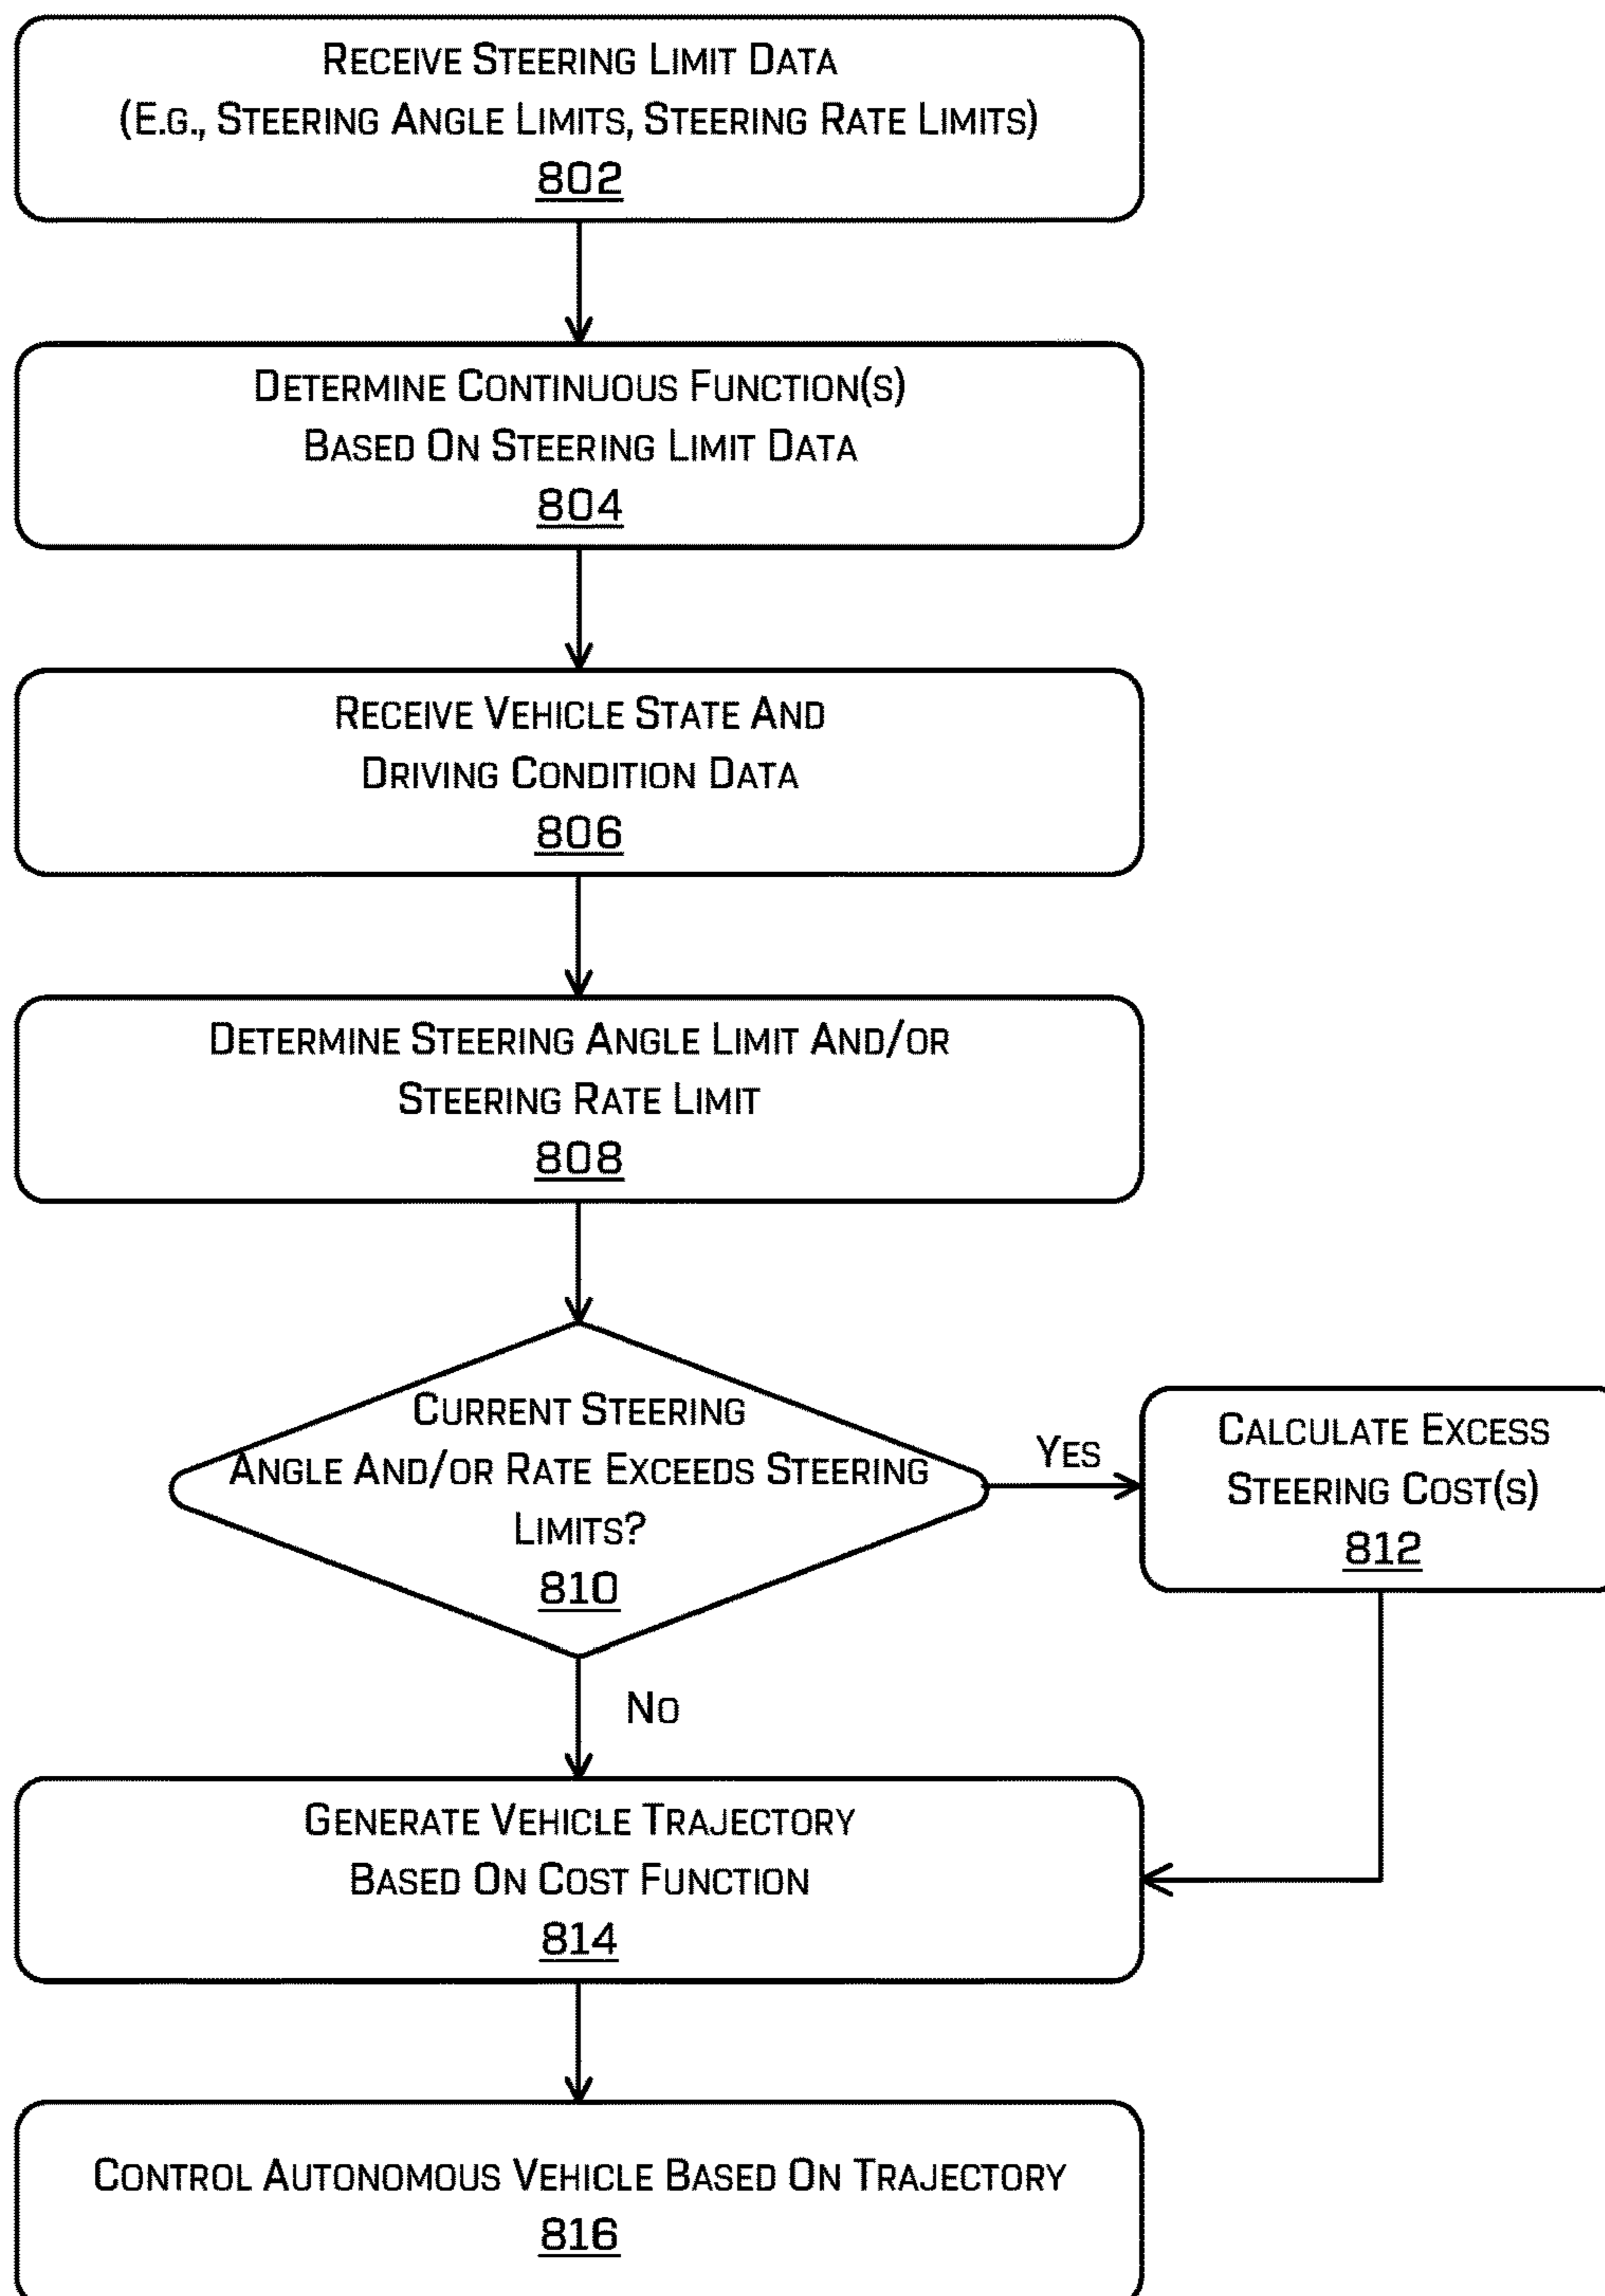 RECEIVE STEERING LIMIT DATA
(E.G., STEERING ANGLE LIMITS, STEERING RATE LIMITS)
802
DETERMINE CONTINUOUS FUNCTION(S)
BASED ON STEERING LIMIT DATA
804
RECEIVE VEHICLE STATE AND
DRIVING CONDITION DATA
806
DETERMINE STEERING ANGLE LIMIT AND/OR
STEERING RATE LIMIT
808
CURRENT STEERING
ANGLE AND/OR RATE EXCEEDS STEERING
LIMITS?
810
YES
CALCULATE EXCESS
STEERING COST(S)
812
NO
GENERATE VEHICLE TRAJECTORY
BASED ON COST FUNCTION
814
CONTROL AUTONOMOUS VEHICLE BASED ON TRAJECTORY
816